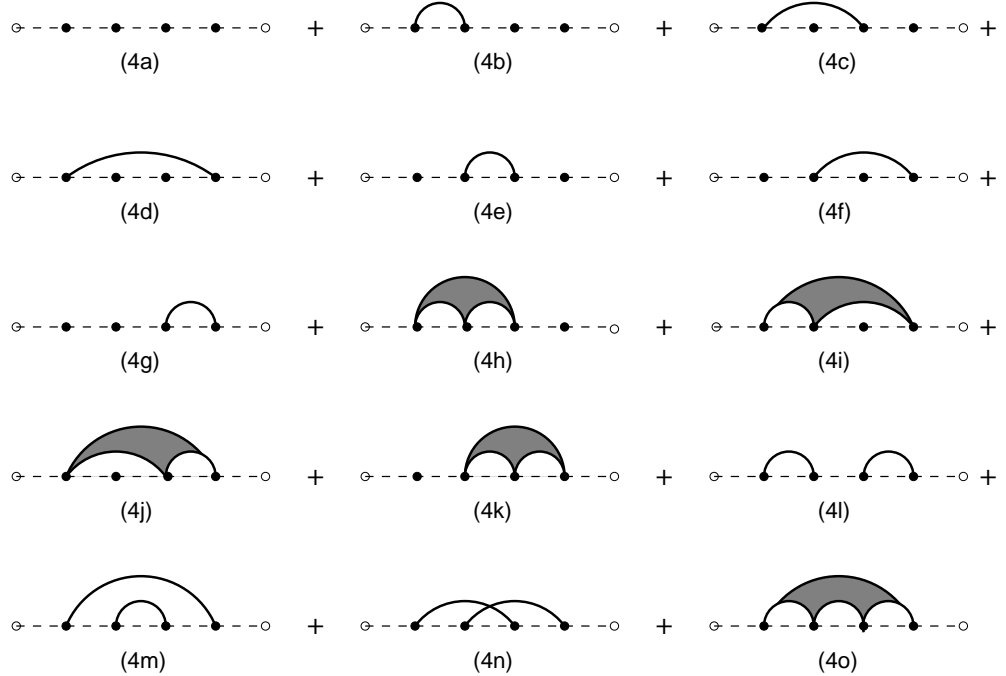 + + +
(4a) (4b) (4c)
+ + +
(4d) (4e) (4f)
+ + +
(4g) (4h) (4i)
+ + +
(4j) (4k) (4l)
+ +
(4m) (4n) (4o)